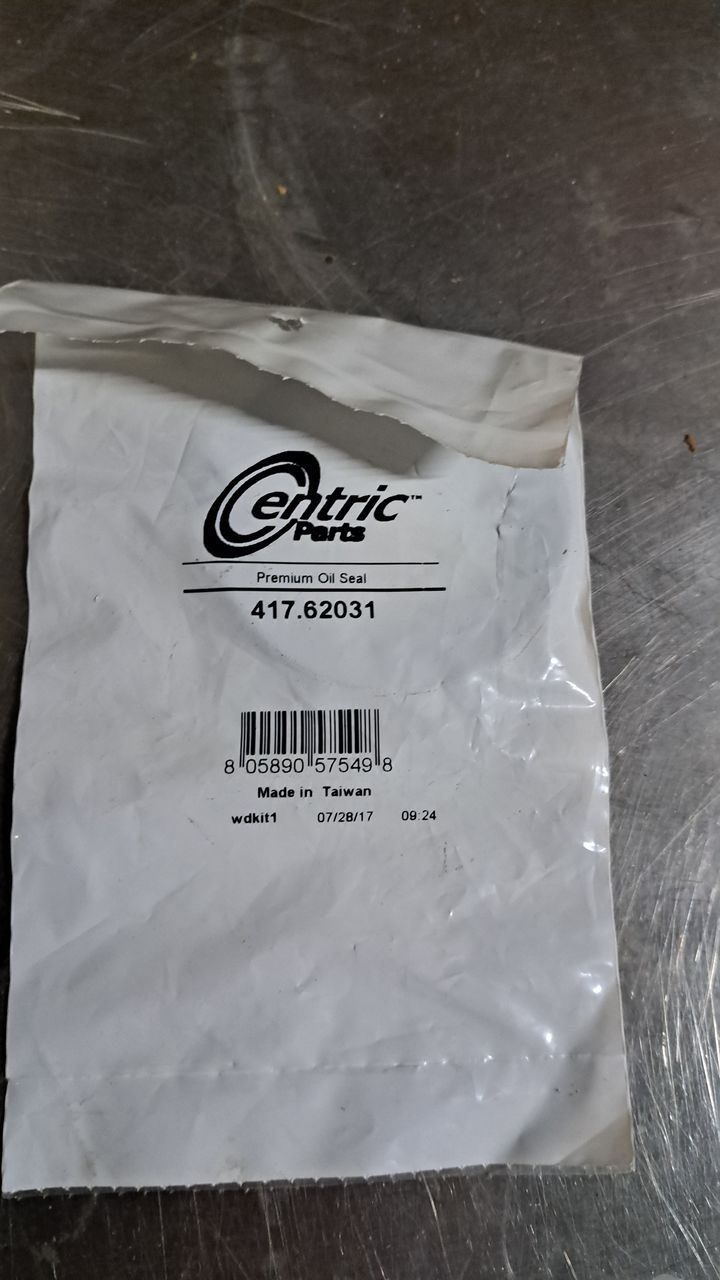 Centric™
Parts
Premium Oil Seal
417.62031
8 05890 57549 8
Made in Taiwan
wdkit1 07/28/17 09:24